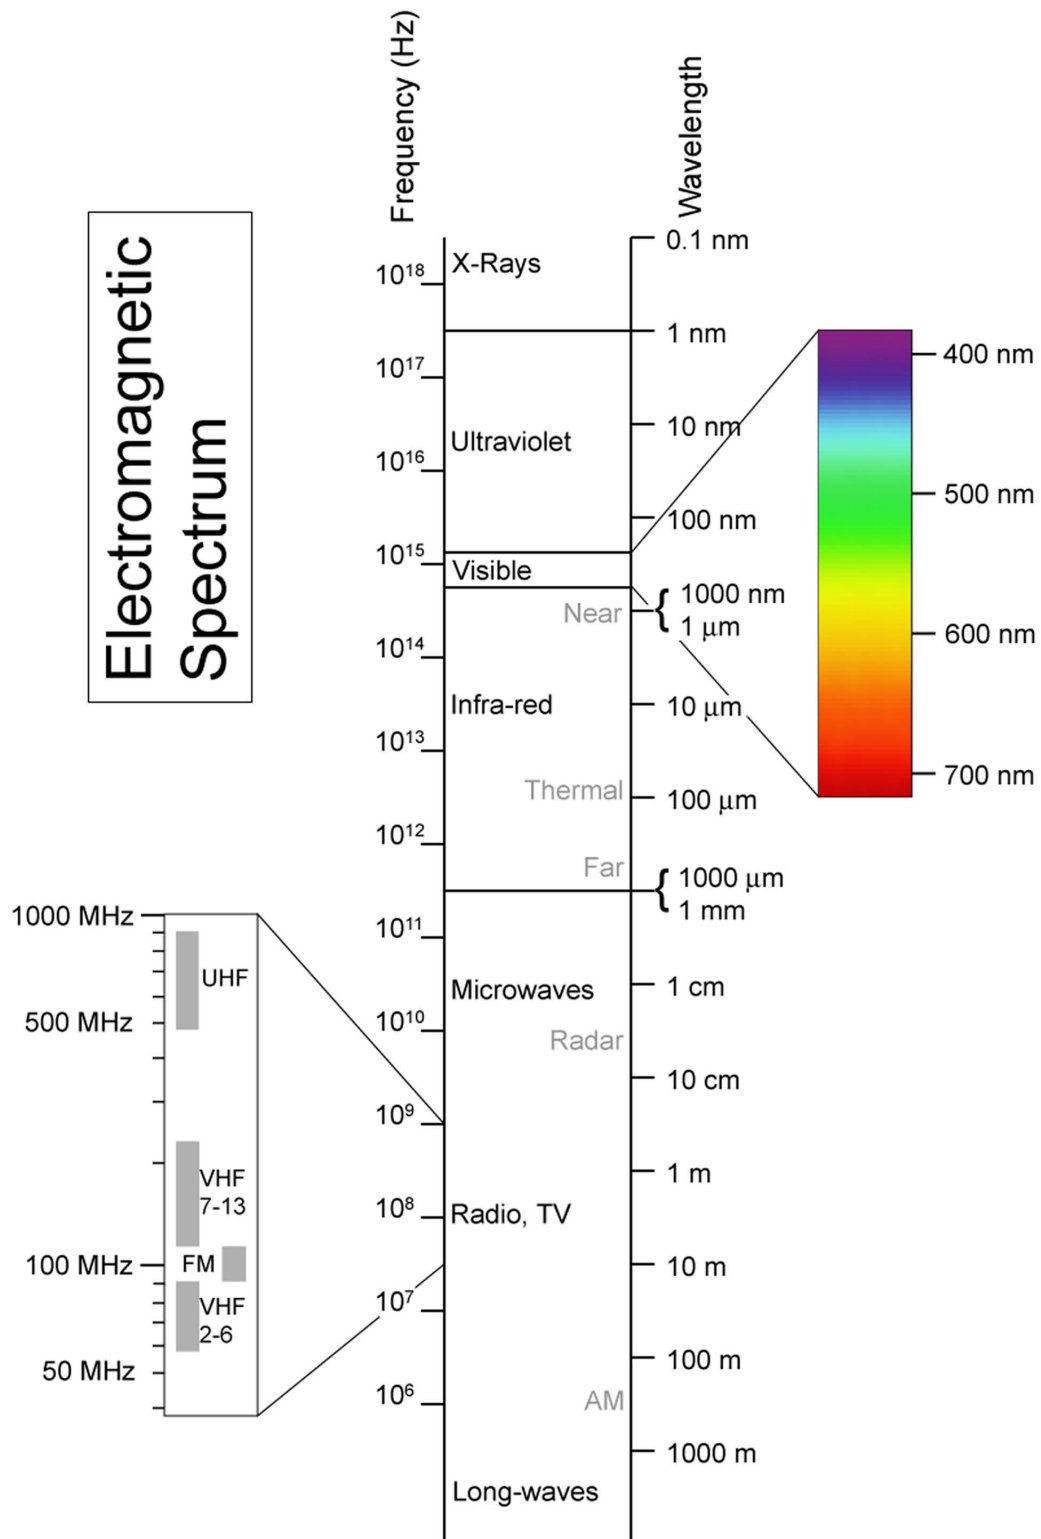 Electromagnetic
Spectrum
Frequency (Hz)
Wavelength
10¹⁸
10¹⁷
10¹⁶
10¹⁵
10¹⁴
10¹³
10¹²
10¹¹
10¹⁰
10⁹
10⁸
10⁷
10⁶
X-Rays
Ultraviolet
Visible
Near
Infra-red
Thermal
Far
Microwaves
Radar
Radio, TV
AM
Long-waves
0.1 nm
1 nm
10 nm
100 nm
{ 1000 nm
1 µm
10 µm
100 µm
{ 1000 µm
1 mm
1 cm
10 cm
1 m
10 m
100 m
1000 m
400 nm
500 nm
600 nm
700 nm
1000 MHz
500 MHz
100 MHz
50 MHz
UHF
VHF
7-13
FM
VHF
2-6